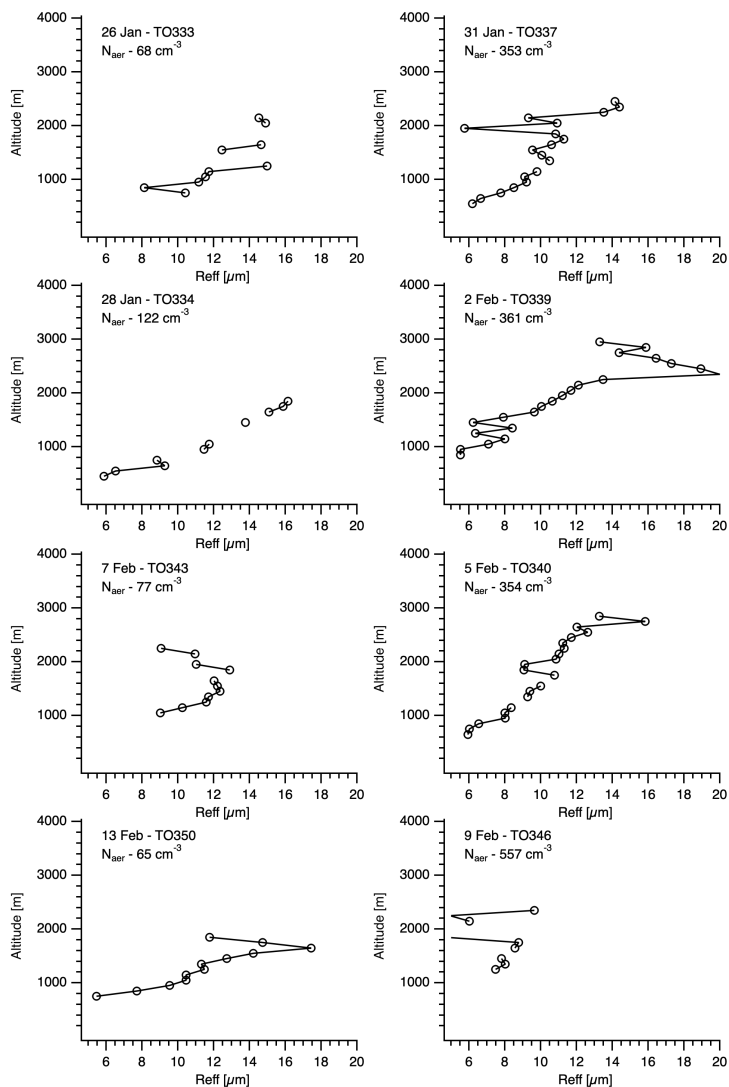 4000
3000
2000
1000
Altitude [m]
26 Jan - TO333
Naer - 68 cm-3
6 8 10 12 14 16 18 20
Reff [µm]
4000
3000
2000
1000
Altitude [m]
31 Jan - TO337
Naer - 353 cm-3
6 8 10 12 14 16 18 20
Reff [µm]
4000
3000
2000
1000
Altitude [m]
28 Jan - TO334
Naer - 122 cm-3
6 8 10 12 14 16 18 20
Reff [µm]
4000
3000
2000
1000
Altitude [m]
2 Feb - TO339
Naer - 361 cm-3
6 8 10 12 14 16 18 20
Reff [µm]
4000
3000
2000
1000
Altitude [m]
7 Feb - TO343
Naer - 77 cm-3
6 8 10 12 14 16 18 20
Reff [µm]
4000
3000
2000
1000
Altitude [m]
5 Feb - TO340
Naer - 354 cm-3
6 8 10 12 14 16 18 20
Reff [µm]
4000
3000
2000
1000
Altitude [m]
13 Feb - TO350
Naer - 65 cm-3
6 8 10 12 14 16 18 20
Reff [µm]
4000
3000
2000
1000
Altitude [m]
9 Feb - TO346
Naer - 557 cm-3
6 8 10 12 14 16 18 20
Reff [µm]